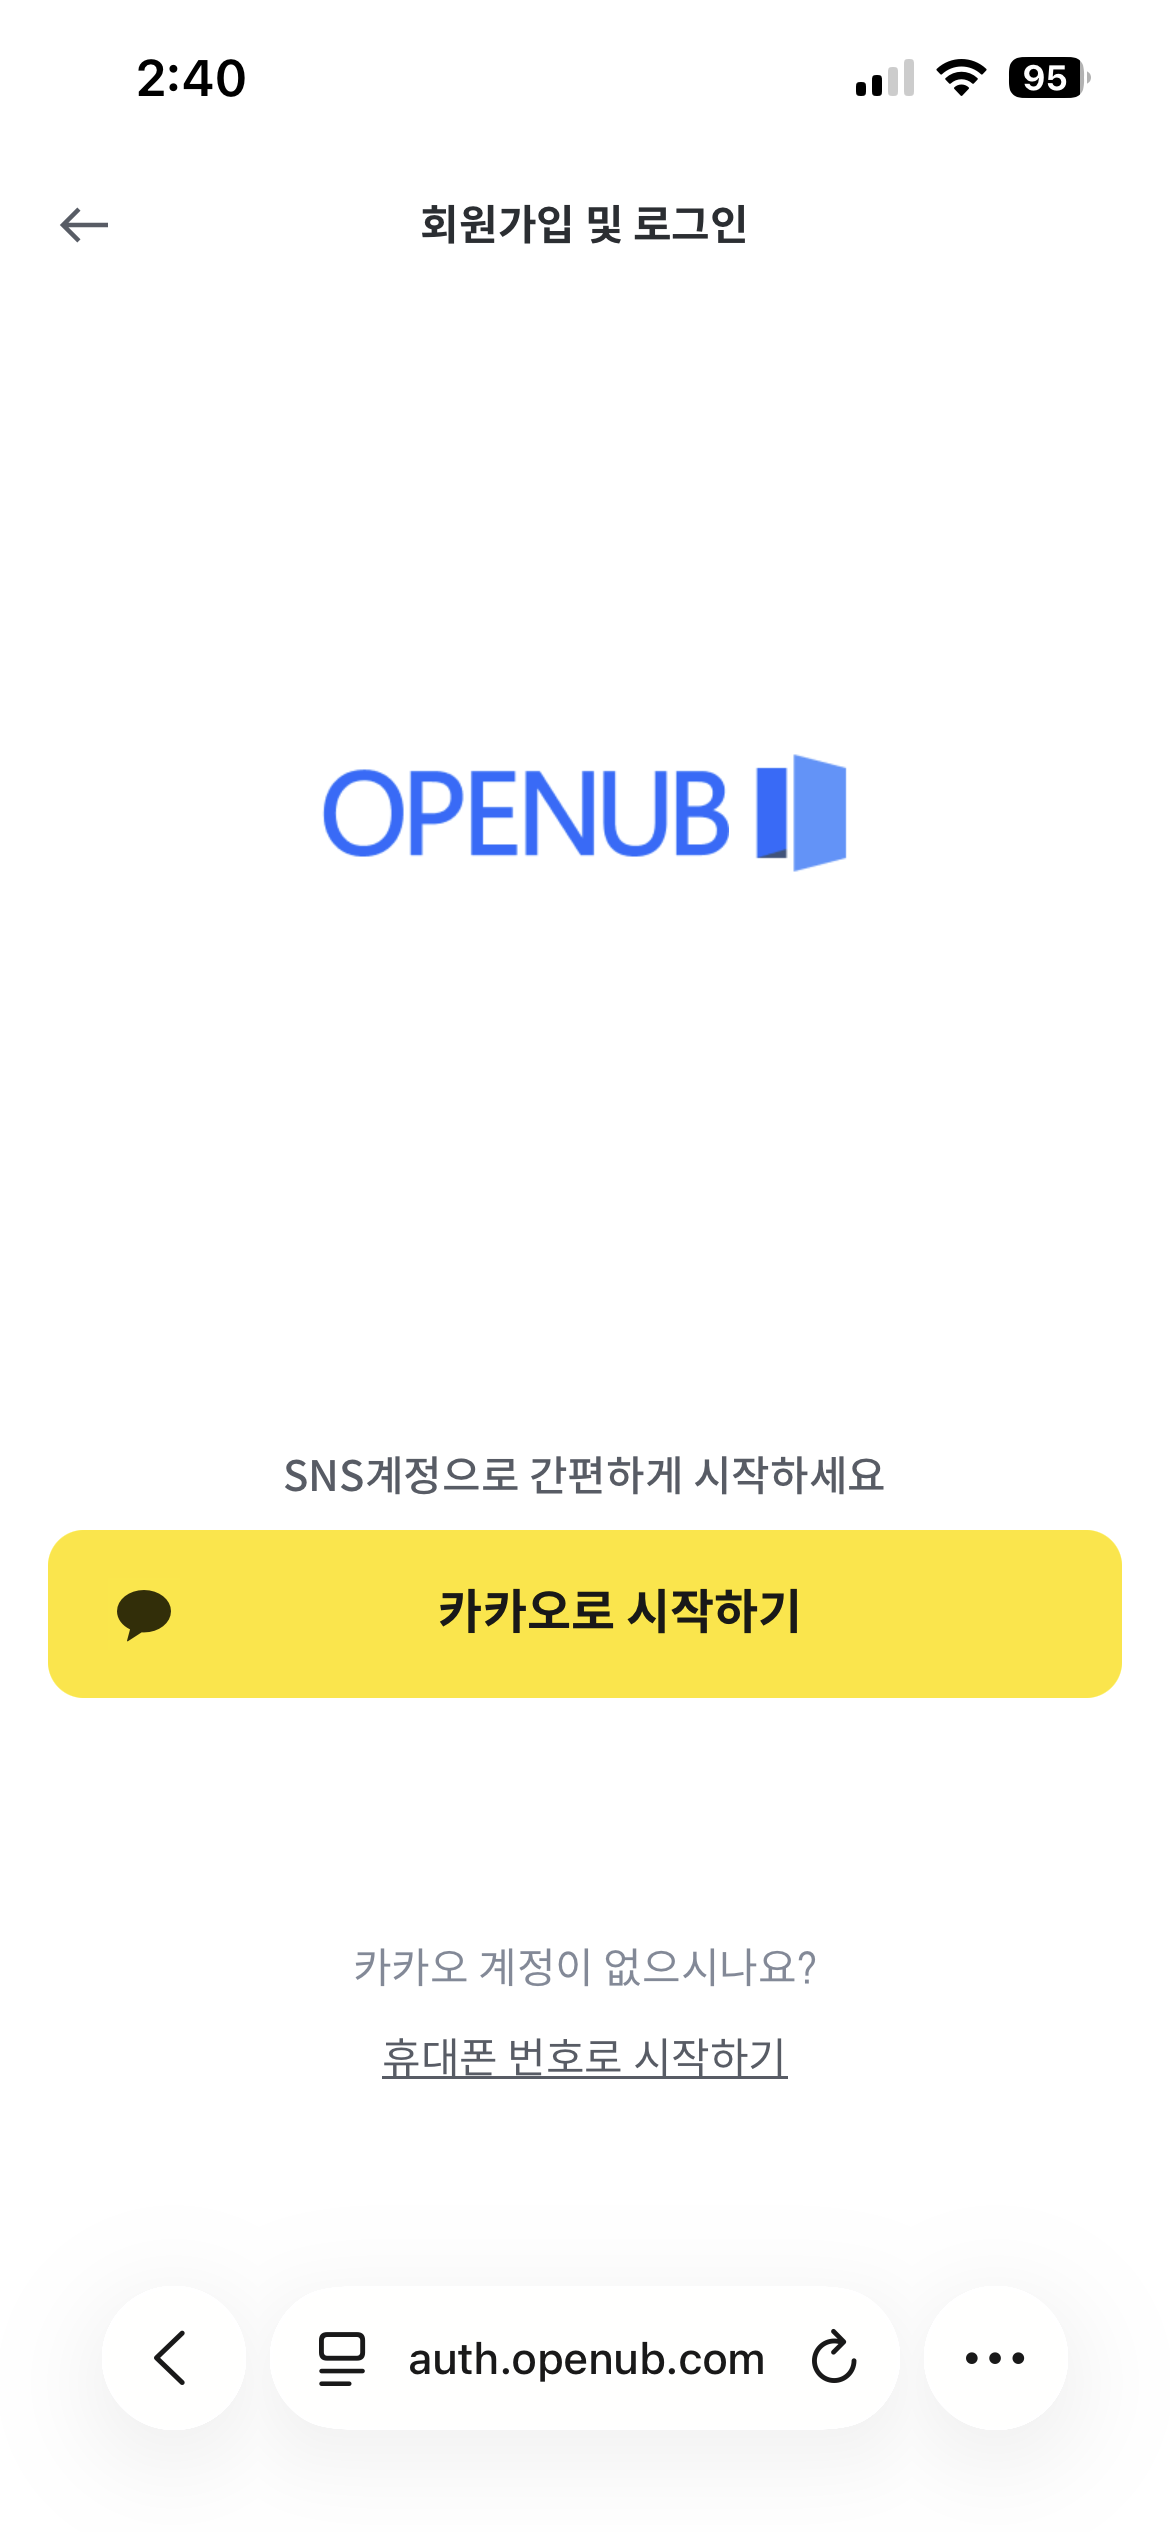 2:40
95
회원가입 및 로그인
OPENUB
SNS계정으로 간편하게 시작하세요
카카오로 시작하기
카카오 계정이 없으시나요?
휴대폰 번호로 시작하기
auth.openub.com